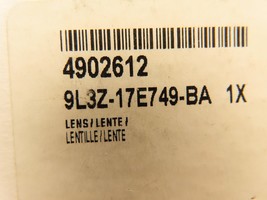 4902612
9L3Z-17E749-BA 1X
LENS/LENTE/
LENTILLE/LENTE